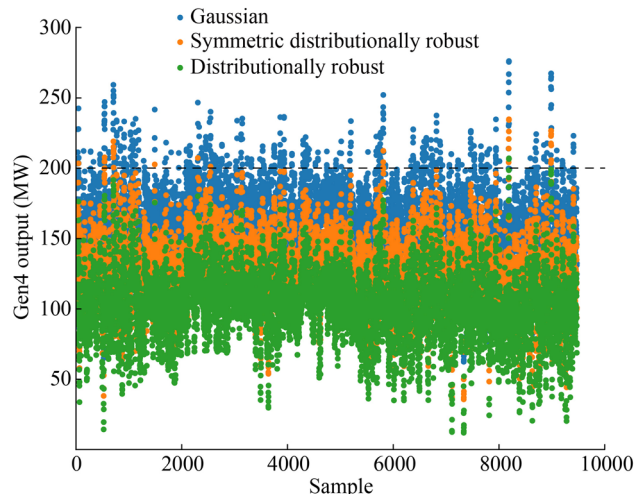 Gaussian
Symmetric distributionally robust
Distributionally robust
Gen4 output (MW)
300
250
200
150
100
50
0
2000
4000
6000
8000
10000
Sample